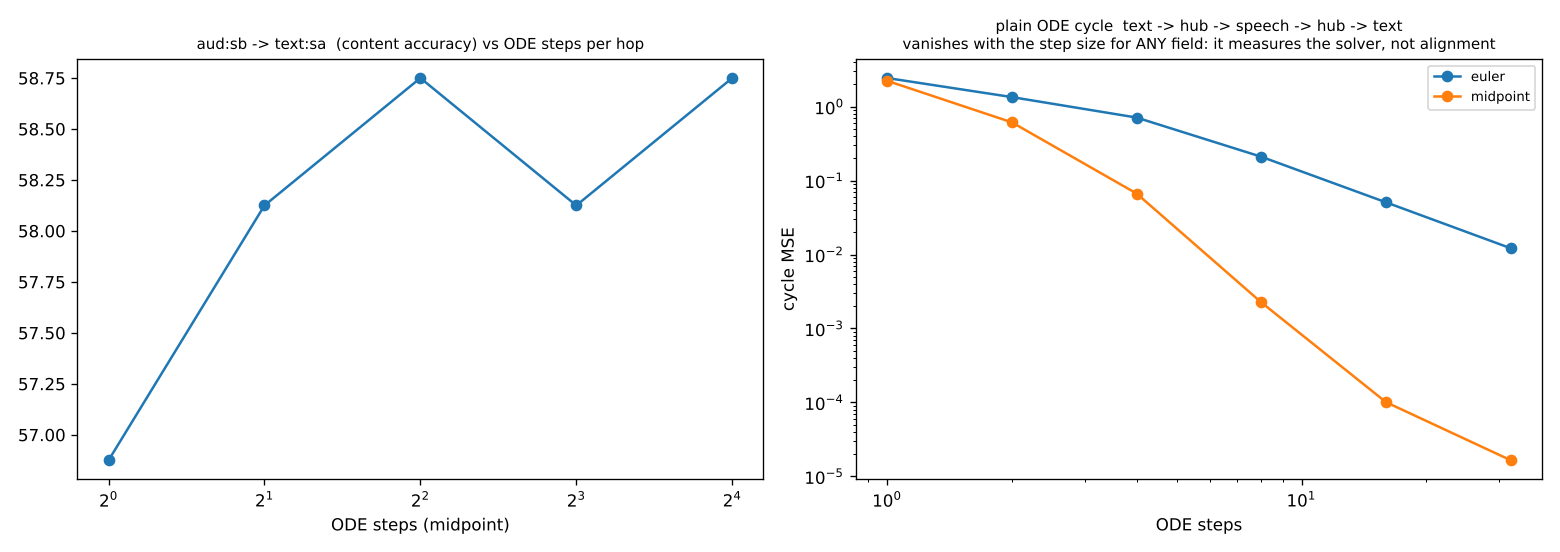 aud:sb -> text:sa  (content accuracy) vs ODE steps per hop
58.75
58.50
58.25
58.00
57.75
57.50
57.25
57.00
2^0
2^1
2^2
2^3
2^4
ODE steps (midpoint)
plain ODE cycle  text -> hub -> speech -> hub -> text
vanishes with the step size for ANY field: it measures the solver, not alignment
euler
midpoint
cycle MSE
10^0
10^-1
10^-2
10^-3
10^-4
10^-5
10^0
10^1
ODE steps